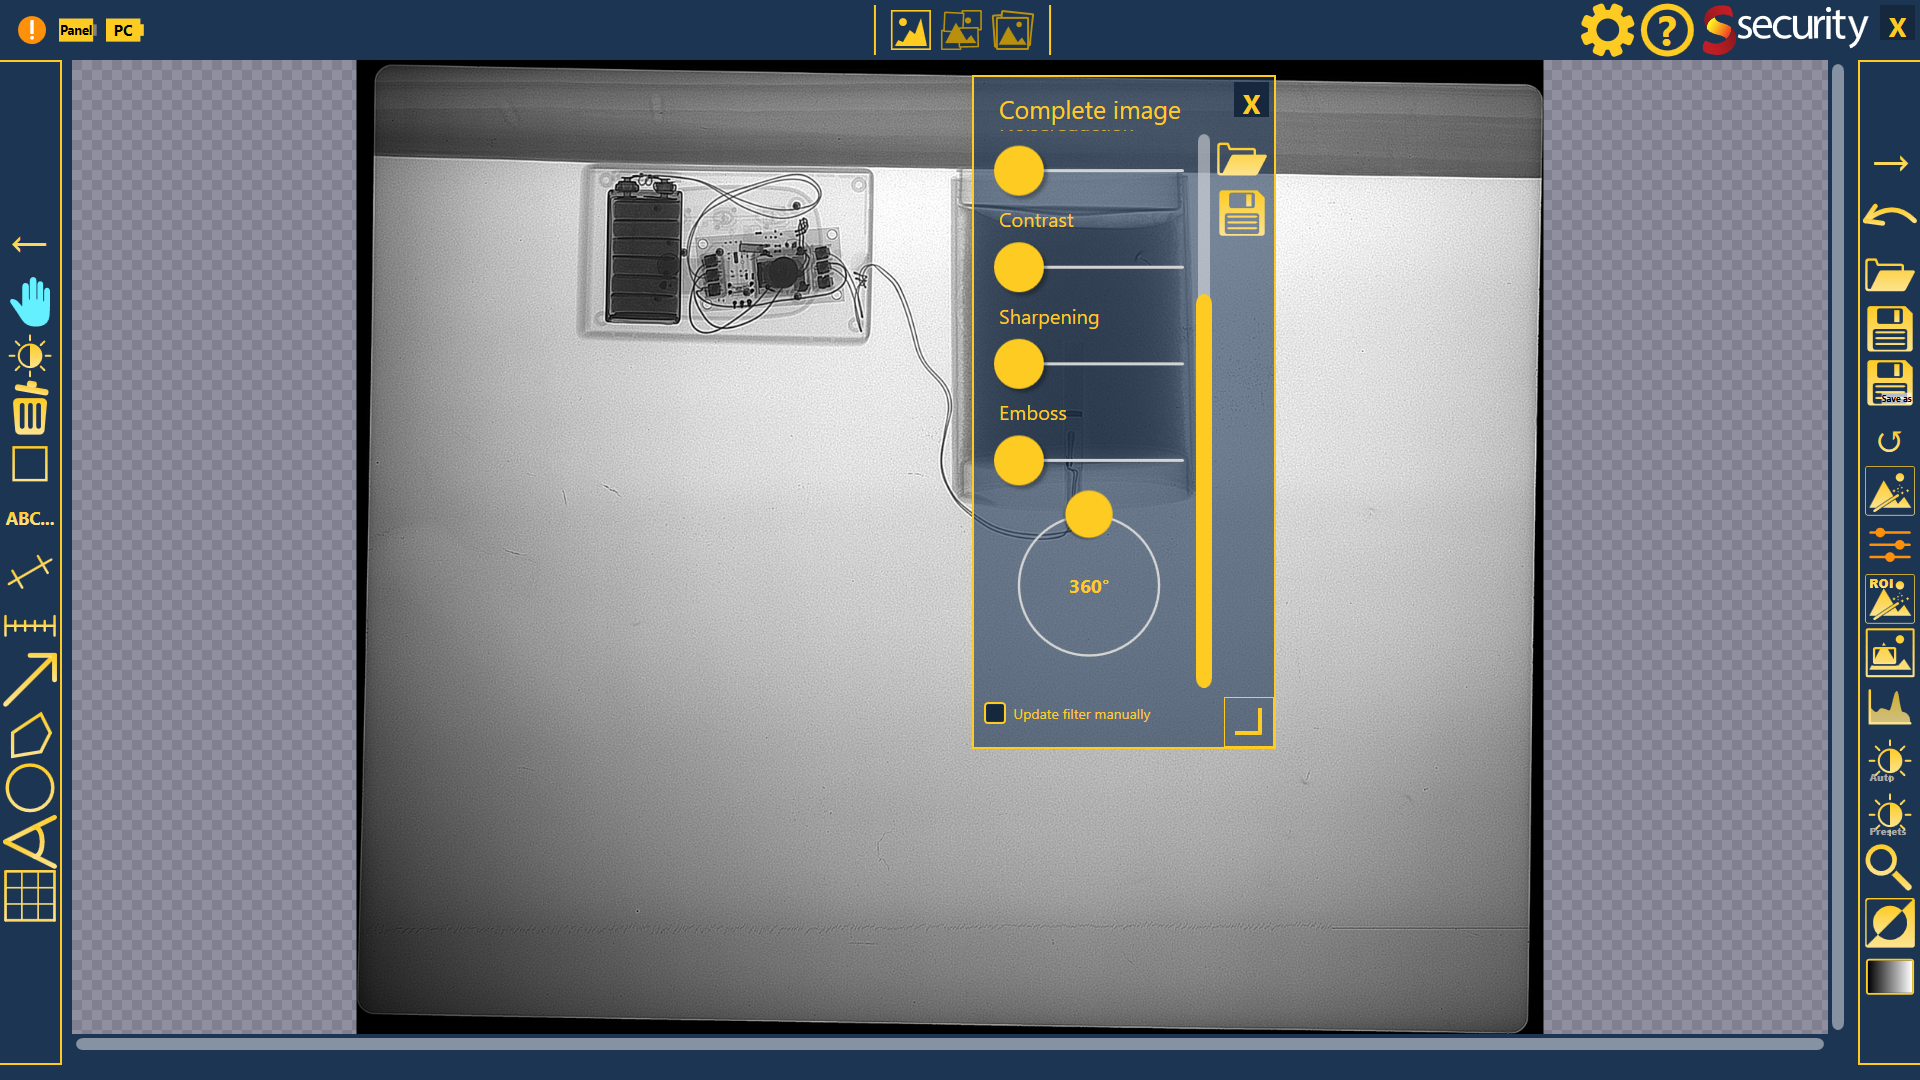 Panel
PC
security
X
Complete image
X
Contrast
Sharpening
Emboss
360°
Update filter manually
ABC...
Save as
ROI
Auto
Presets